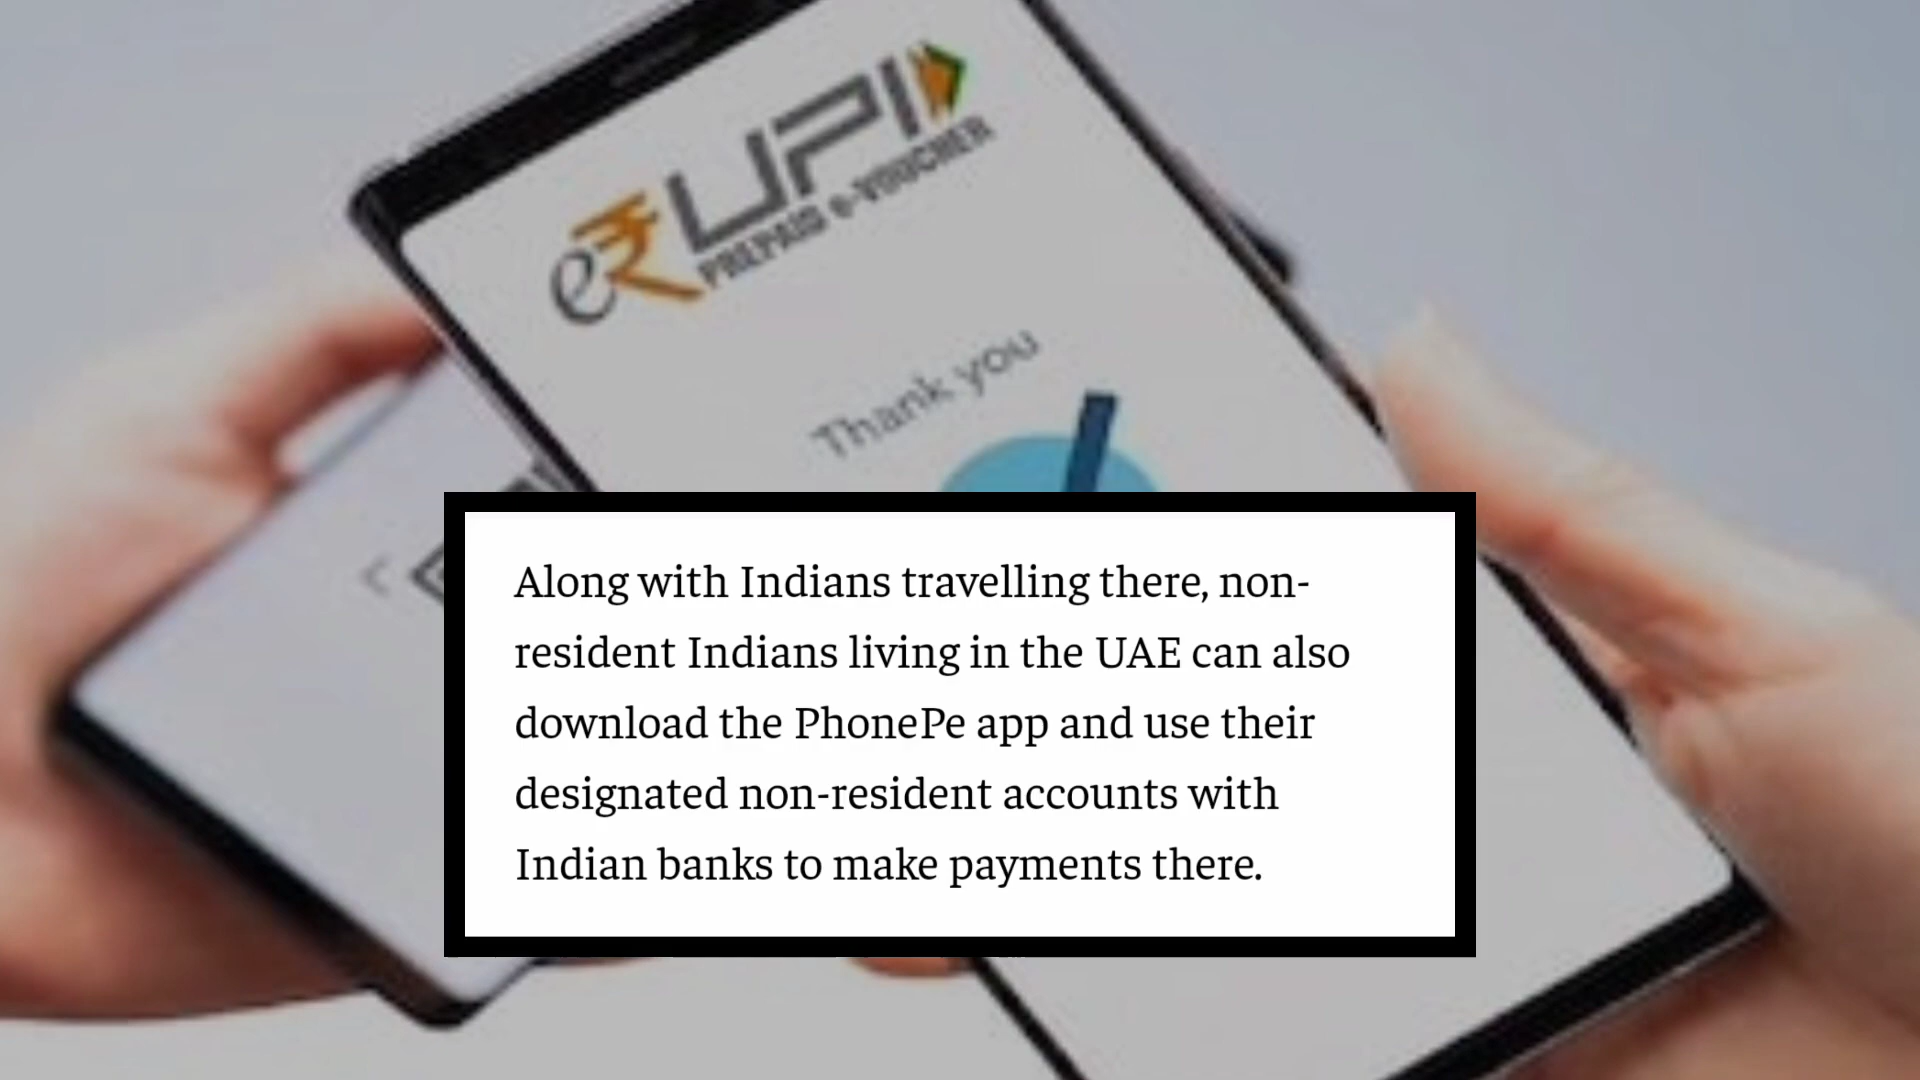 e₹UPI
PREPAID e-VOUCHER
Thank you
Along with Indians travelling there, non-
resident Indians living in the UAE can also
download the PhonePe app and use their
designated non-resident accounts with
Indian banks to make payments there.